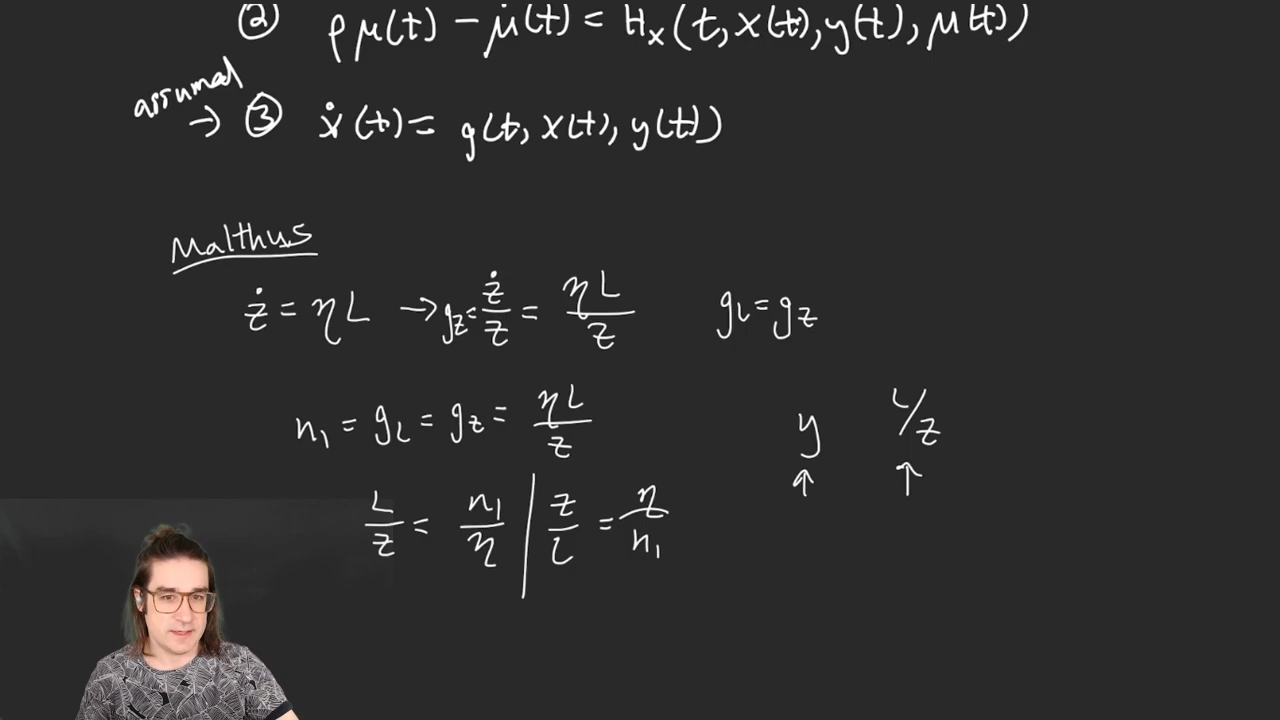 ② ρμ(t) − μ̇(t) = Hx(t, x(t), y(t), μ(t))
assumed
→ ③ ẋ(t) = g(t, x(t), y(t))
Malthus
ż = ηL → gz = ż/z = ηL/z gL = gz
n₁ = gL = gz = ηL/z y L/z
↑ ↑
L/z = n₁/η | z/L = η/n₁